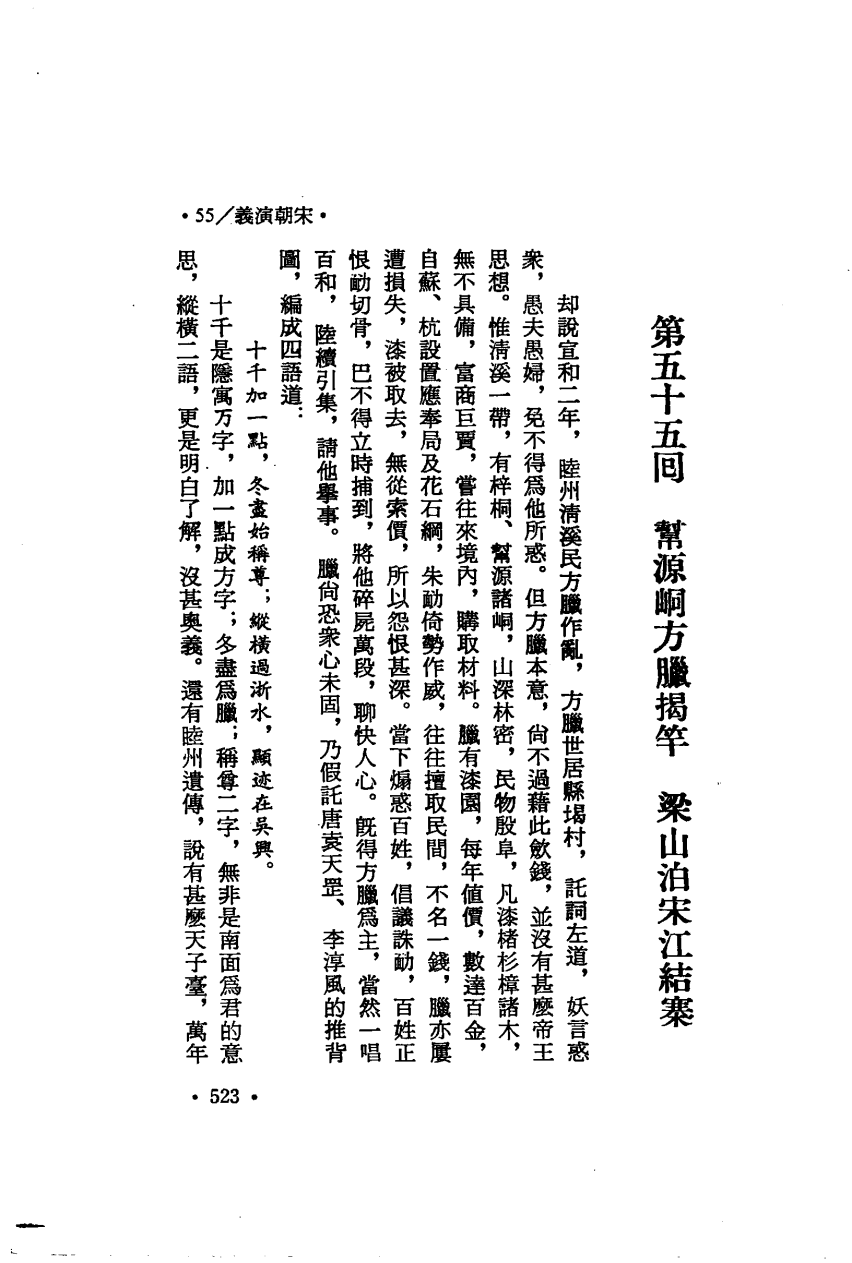 第五十五回　幫源峒方臘揭竿　梁山泊宋江結寨
却說宣和二年，睦州清溪民方臘作亂，方臘世居縣堨村，託詞左道，妖言惑
衆，愚夫愚婦，免不得爲他所惑。但方臘本意，尙不過藉此斂錢，並沒有甚麽帝王
思想。惟清溪一帶，有梓桐、幫源諸峒，山深林密，民物殷阜，凡漆楮杉樟諸木，
無不具備，富商巨賈，嘗往來境內，購取材料。臘有漆園，每年値價，數達百金，
自蘇、杭設置應奉局及花石綱，朱勔倚勢作威，往往擅取民間，不名一錢，臘亦屢
遭損失，漆被取去，無從索價，所以怨恨甚深。當下煽惑百姓，倡議誅勔，百姓正
恨勔切骨，巴不得立時捕到，將他碎屍萬段，聊快人心。旣得方臘爲主，當然一唱
百和，陸續引集，請他擧事。臘尙恐衆心未固，乃假託唐袁天罡、李淳風的推背
圖，編成四語道：
十千加一點，冬盡始稱尊；縱橫過浙水，顯迹在吳興。
十千是隱寓万字，加一點成方字；冬盡爲臘；稱尊二字，無非是南面爲君的意
思，縱橫二語，更是明白了解，沒甚奧義。還有睦州遺傳，說有甚麽天子臺，萬年
•55／宋朝演義•
• 523 •